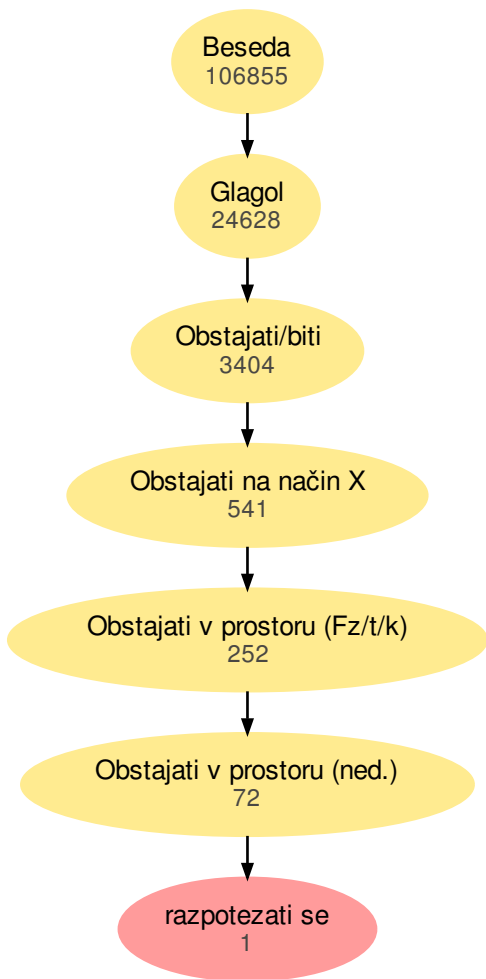 Beseda
106855
Glagol
24628
Obstajati/biti
3404
Obstajati na način X
541
Obstajati v prostoru (Fz/t/k)
252
Obstajati v prostoru (ned.)
72
razpotezati se
1